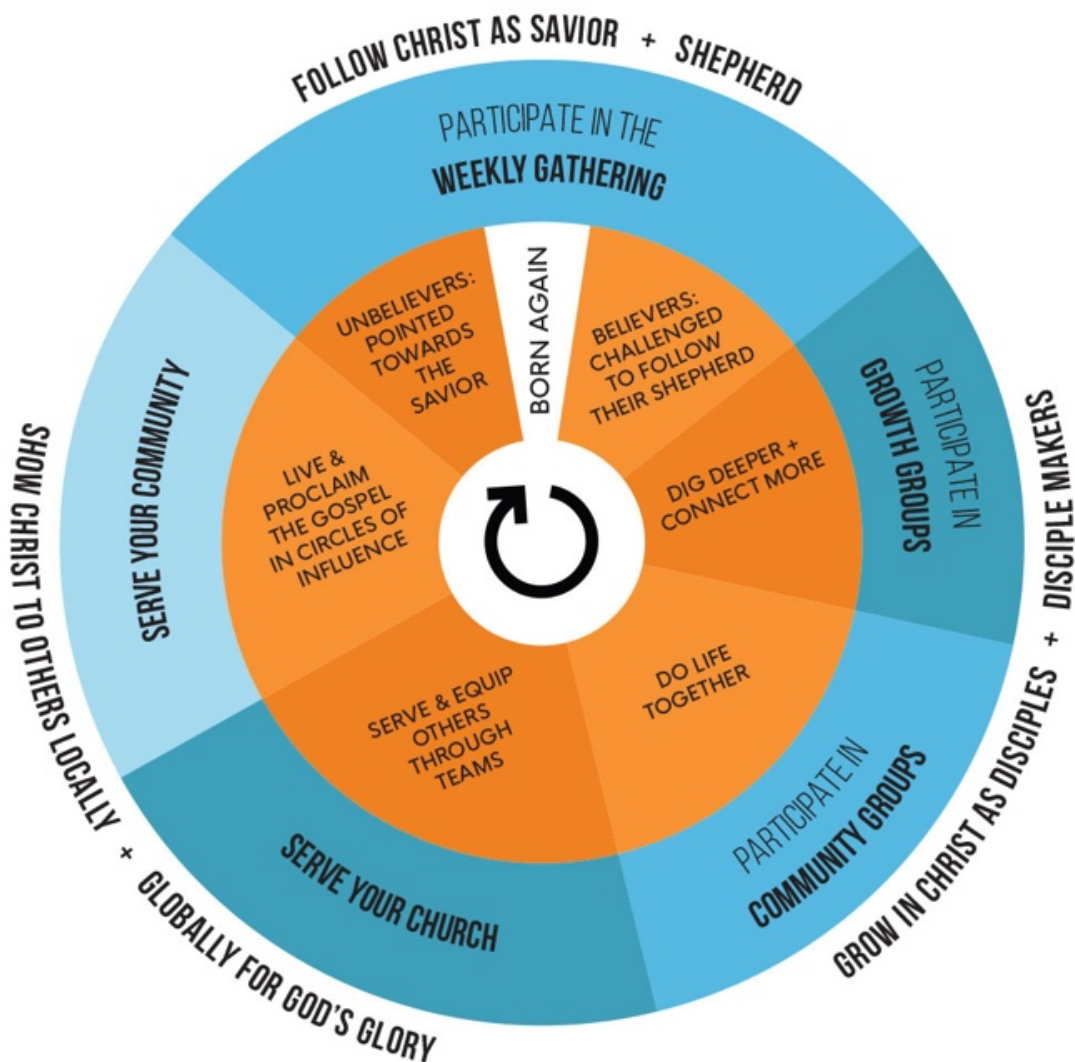 FOLLOW CHRIST AS SAVIOR + SHEPHERD
PARTICIPATE IN THE
WEEKLY GATHERING
UNBELIEVERS:
POINTED
TOWARDS
THE
SAVIOR
BORN AGAIN
BELIEVERS:
CHALLENGED
TO FOLLOW
THEIR SHEPHERD
PARTICIPATE IN
GROWTH GROUPS
DIG DEEPER +
CONNECT MORE
GROW IN CHRIST AS DISCIPLES + DISCIPLE MAKERS
DO LIFE
TOGETHER
PARTICIPATE IN
COMMUNITY GROUPS
SERVE & EQUIP
OTHERS
THROUGH
TEAMS
SERVE YOUR CHURCH
LIVE &
PROCLAIM
THE GOSPEL
IN CIRCLES OF
INFLUENCE
SERVE YOUR COMMUNITY
SHOW CHRIST TO OTHERS LOCALLY + GLOBALLY FOR GOD'S GLORY